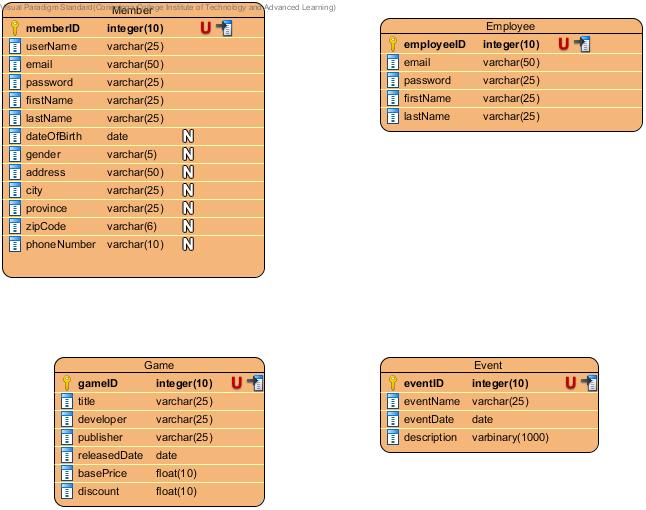 Visual Paradigm Standard(Conestoga College Institute of Technology and Advanced Learning)
Member
memberID integer(10) U
userName varchar(25)
email varchar(50)
password varchar(25)
firstName varchar(25)
lastName varchar(25)
dateOfBirth date N
gender varchar(5) N
address varchar(50) N
city varchar(25) N
province varchar(25) N
zipCode varchar(6) N
phoneNumber varchar(10) N
Employee
employeeID integer(10) U
email varchar(50)
password varchar(25)
firstName varchar(25)
lastName varchar(25)
Game
gameID integer(10) U
title varchar(25)
developer varchar(25)
publisher varchar(25)
releasedDate date
basePrice float(10)
discount float(10)
Event
eventID integer(10) U
eventName varchar(25)
eventDate date
description varbinary(1000)